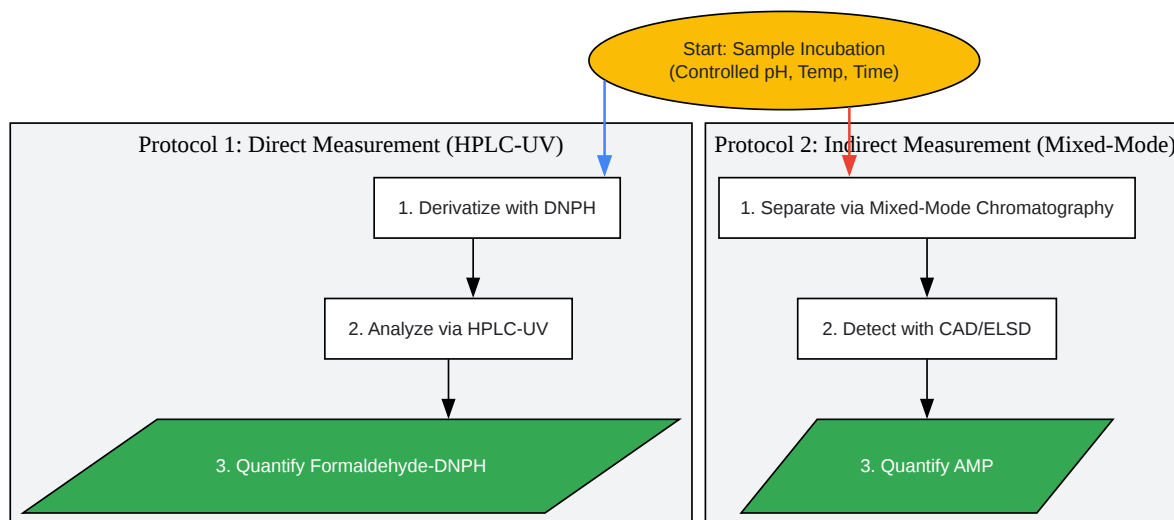 Start: Sample Incubation
(Controlled pH, Temp, Time)
Protocol 1: Direct Measurement (HPLC-UV)
1. Derivatize with DNPH
2. Analyze via HPLC-UV
3. Quantify Formaldehyde-DNPH
Protocol 2: Indirect Measurement (Mixed-Mode)
1. Separate via Mixed-Mode Chromatography
2. Detect with CAD/ELSD
3. Quantify AMP